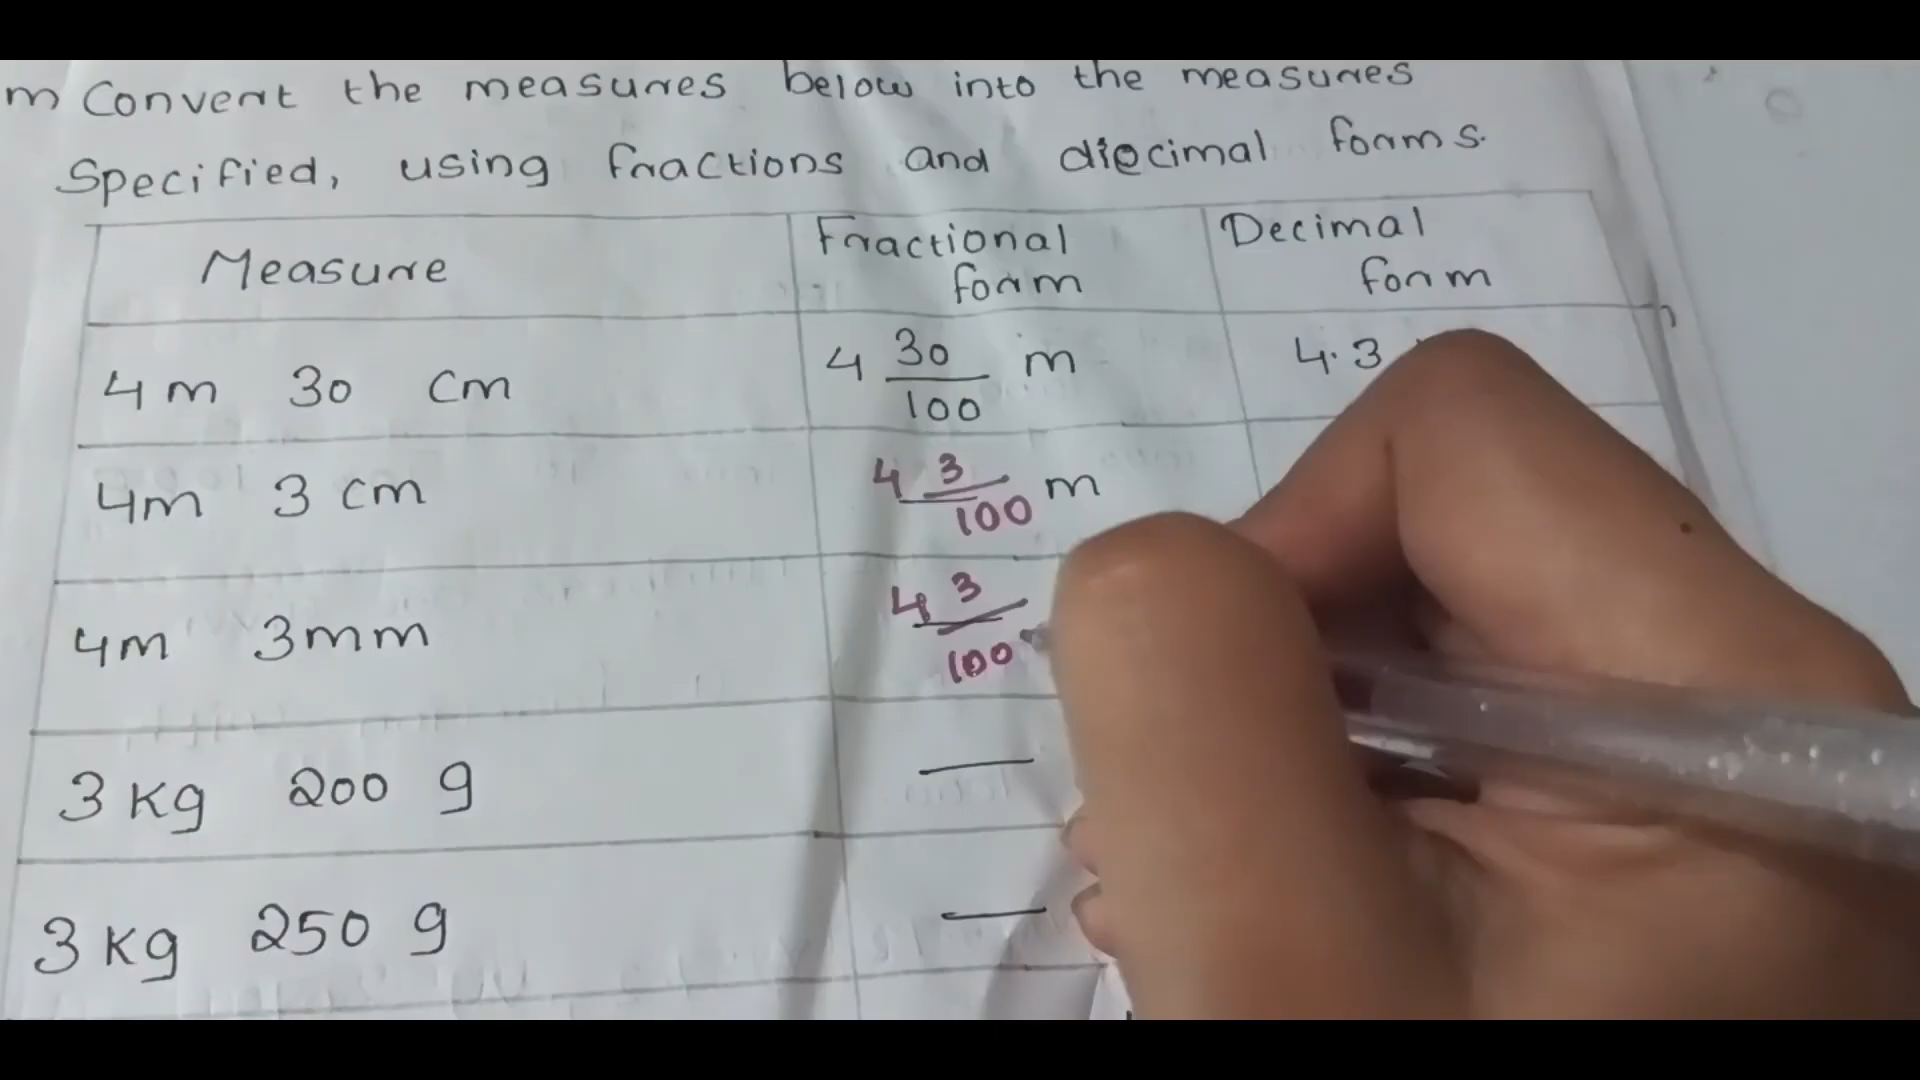 m Convert the measures below into the measures
Specified, using fractions and diecimal forms.
Measure Fractional form Decimal form
4 m 30 cm 4 30/100 m 4.3
4m 3 cm 4 3/100 m
4m 3mm 4 3/100
3 kg 200 g
3 kg 250 g